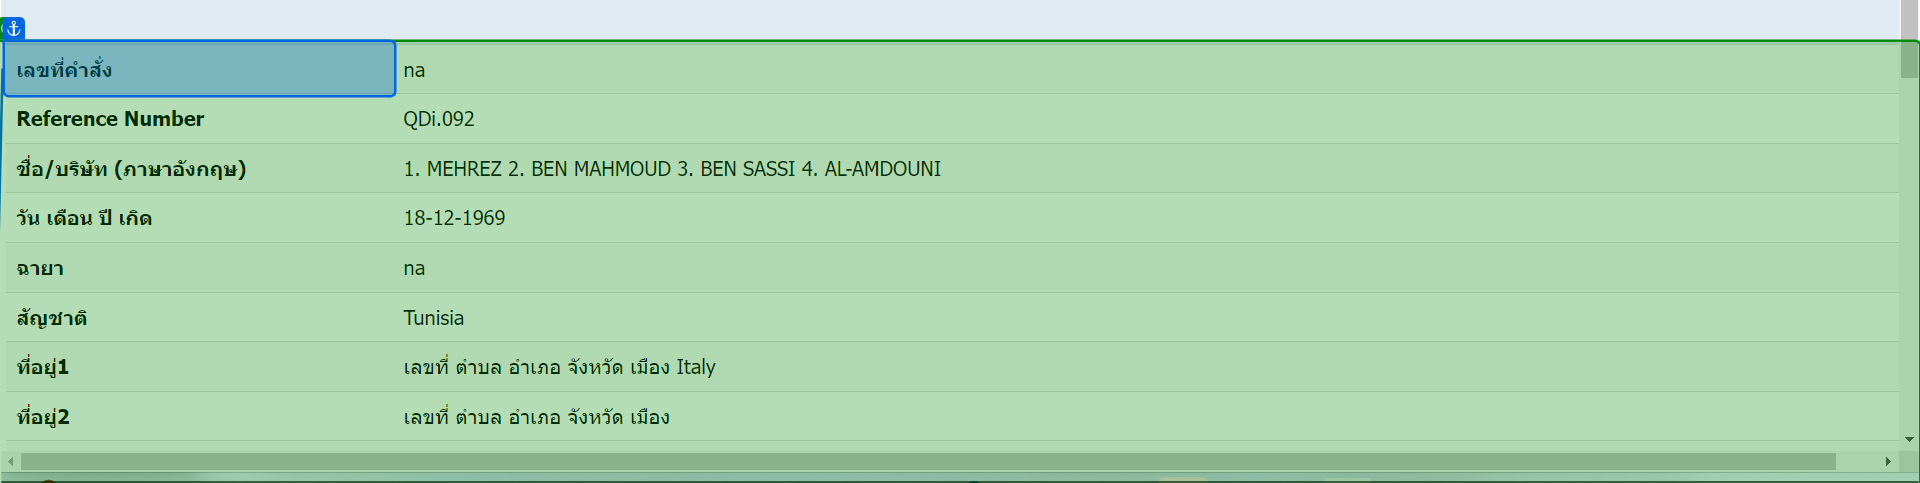 เลขที่คำสั่ง na
Reference Number QDi.092
ชื่อ/บริษัท (ภาษาอังกฤษ) 1. MEHREZ 2. BEN MAHMOUD 3. BEN SASSI 4. AL-AMDOUNI
วัน เดือน ปี เกิด 18-12-1969
ฉายา na
สัญชาติ Tunisia
ที่อยู่1 เลขที่ ตำบล อำเภอ จังหวัด เมือง Italy
ที่อยู่2 เลขที่ ตำบล อำเภอ จังหวัด เมือง